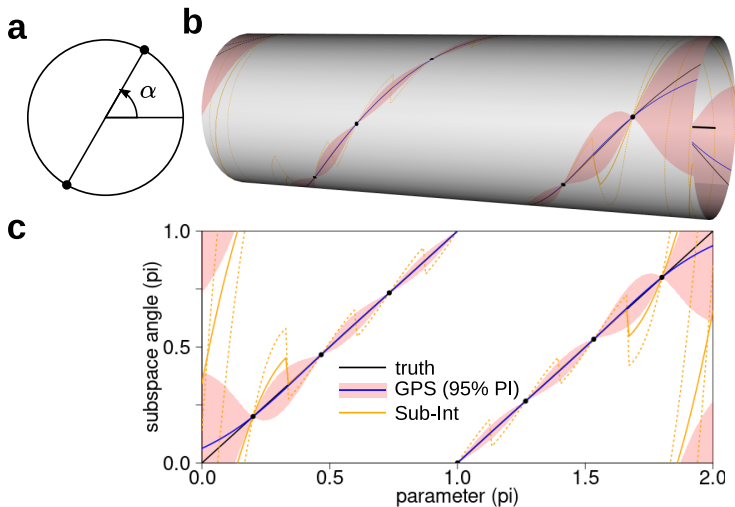 a
α
b
c
subspace angle (pi)
1.0
0.5
0.0
truth
GPS (95% PI)
Sub-Int
0.0 0.5 1.0 1.5 2.0
parameter (pi)